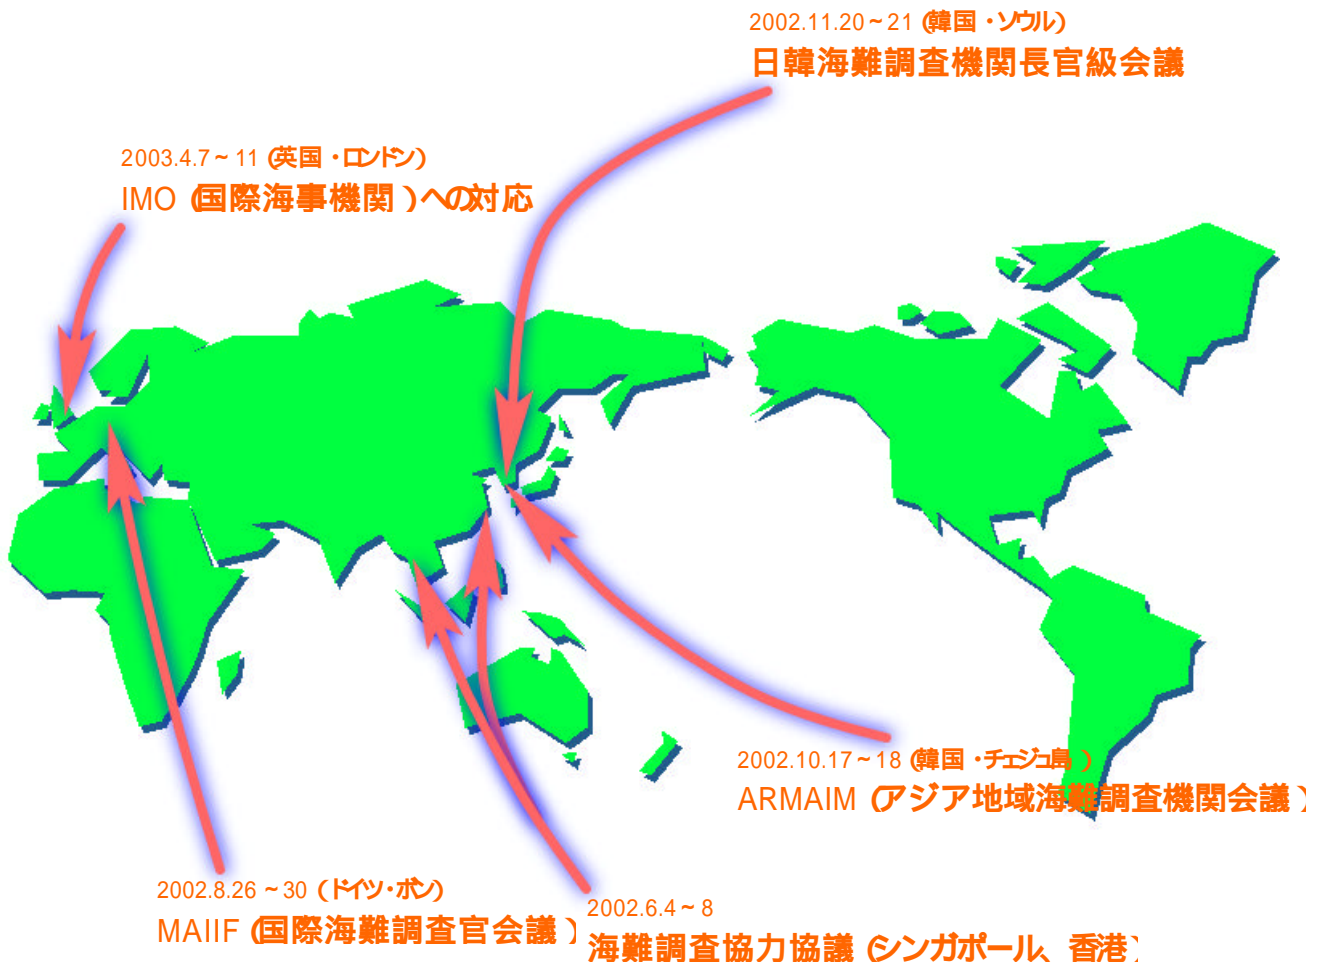 2002.11.20~21 (韓国・ソウル)
日韓海難調査機関長官級会議
2003.4.7~11 (英国・ロンドン)
IMO (国際海事機関)への対応
2002.10.17~18 (韓国・チェジュ島)
ARMAIM (アジア地域海難調査機関会議)
2002.8.26~30 (ドイツ・ボン)
MAIIF (国際海難調査官会議)
2002.6.4~8
海難調査協力協議 (シンガポール、香港)